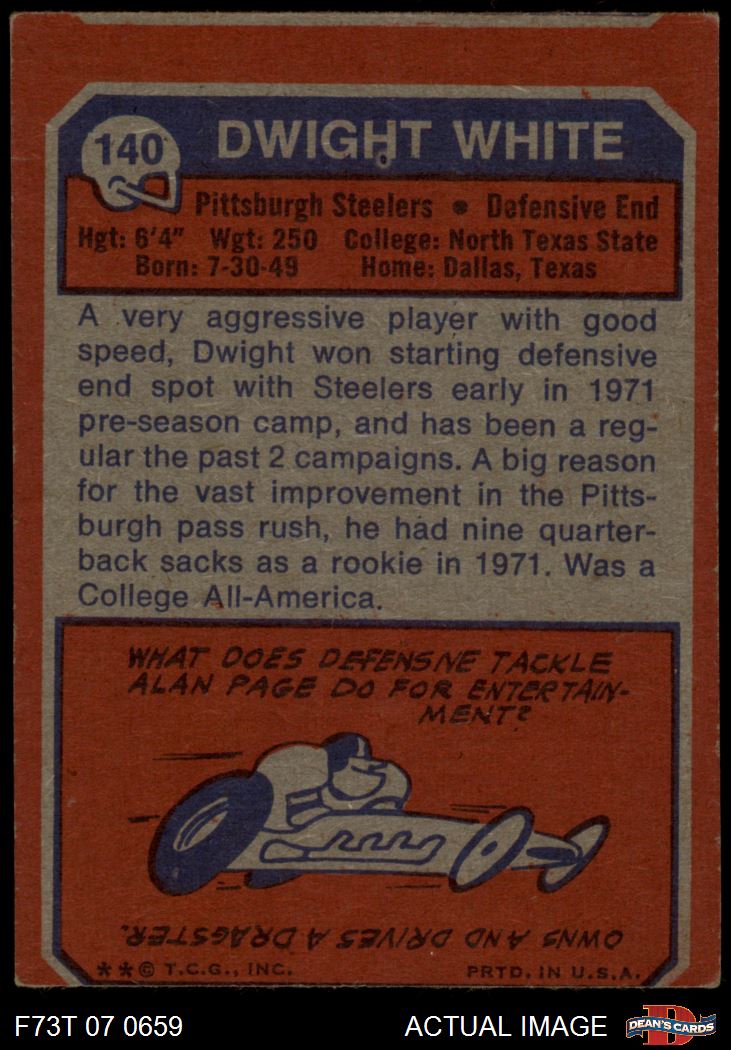 140 DWIGHT WHITE
Pittsburgh Steelers • Defensive End
Hgt: 6'4" Wgt: 250 College: North Texas State
Born: 7-30-49 Home: Dallas, Texas
A very aggressive player with good
speed, Dwight won starting defensive
end spot with Steelers early in 1971
pre-season camp, and has been a reg-
ular the past 2 campaigns. A big reason
for the vast improvement in the Pitts-
burgh pass rush, he had nine quarter-
back sacks as a rookie in 1971. Was a
College All-America.
WHAT DOES DEFENSIVE TACKLE
ALAN PAGE DO FOR ENTERTAIN-
MENT?
OWNS AND DRIVES A DRAGSTER.
**© T.C.G., INC. PRTD. IN U.S.A.
F73T 07 0659 ACTUAL IMAGE DEAN'S CARDS